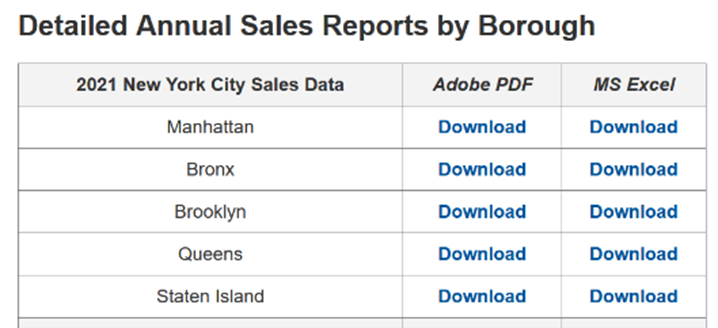 Detailed Annual Sales Reports by Borough
2021 New York City Sales Data Adobe PDF MS Excel
Manhattan Download Download
Bronx Download Download
Brooklyn Download Download
Queens Download Download
Staten Island Download Download